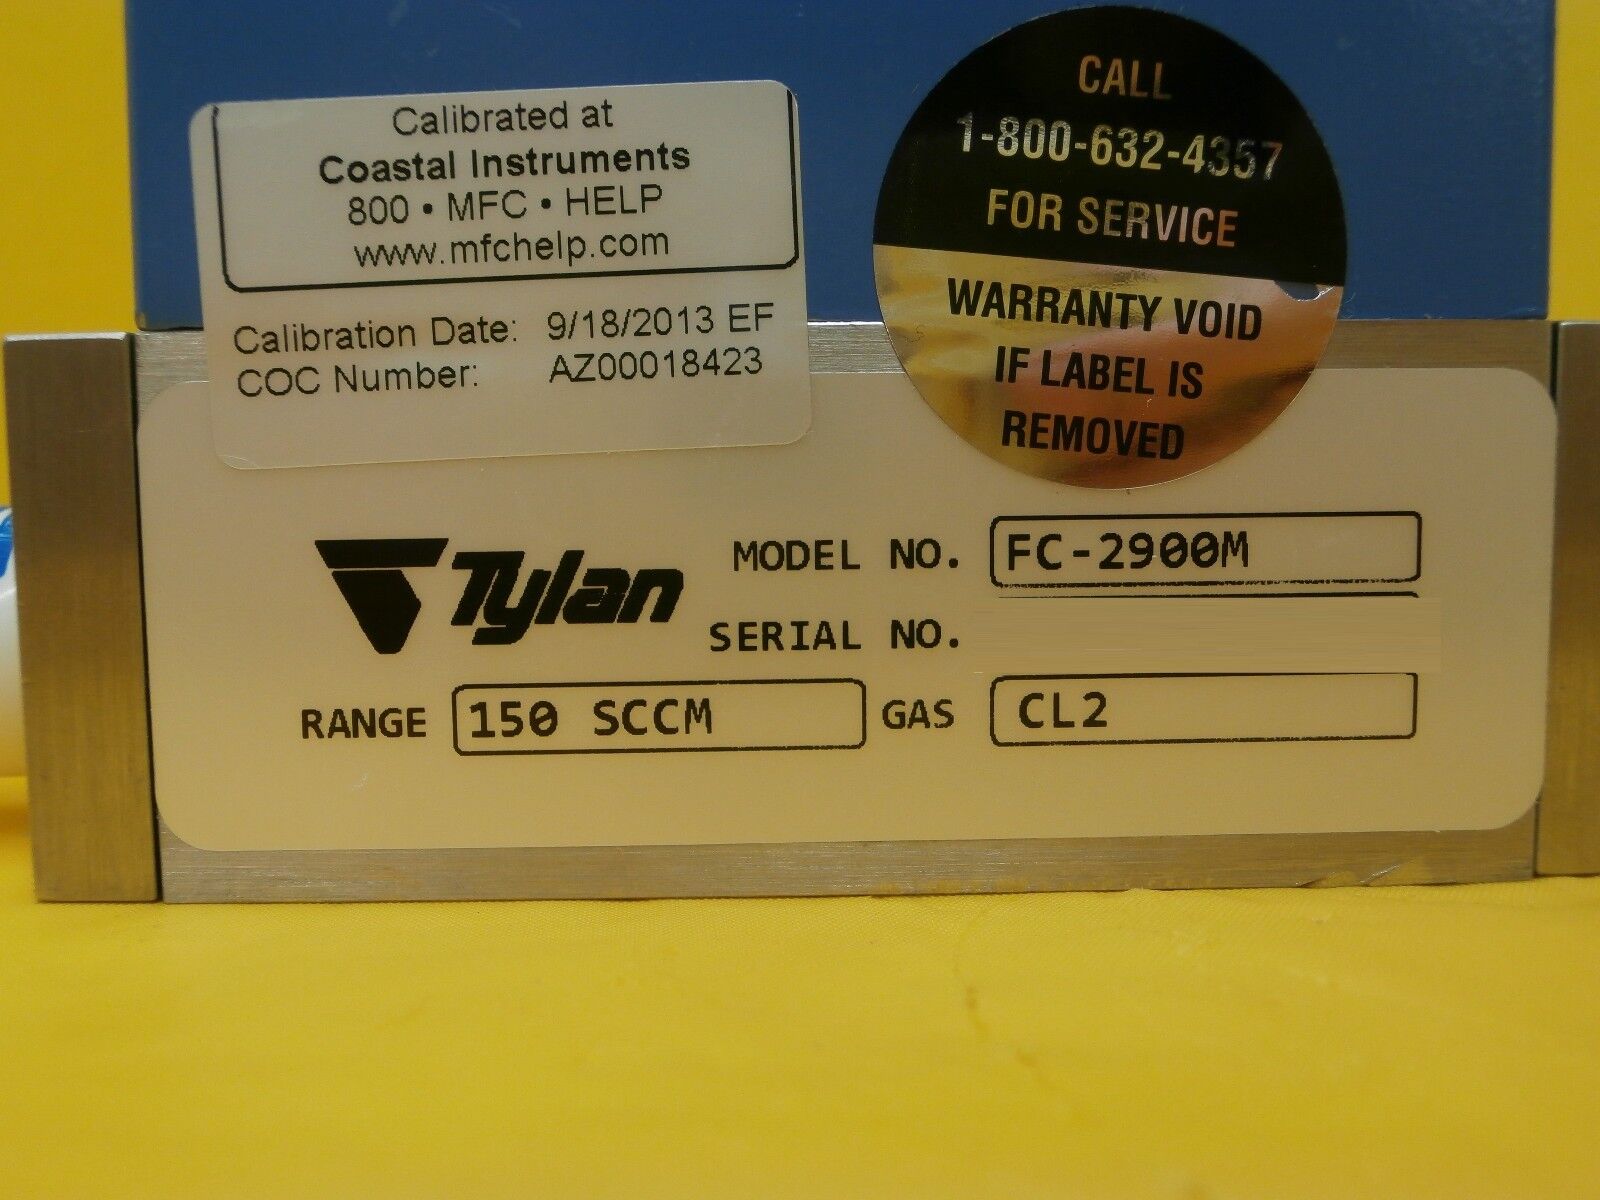 Calibrated at
Coastal Instruments
800 • MFC • HELP
www.mfchelp.com
Calibration Date: 9/18/2013 EF
COC Number: AZ00018423
CALL
1-800-632-4357
FOR SERVICE
WARRANTY VOID
IF LABEL IS
REMOVED
Tylan
MODEL NO. FC-2900M
SERIAL NO.
RANGE 150 SCCM GAS CL2